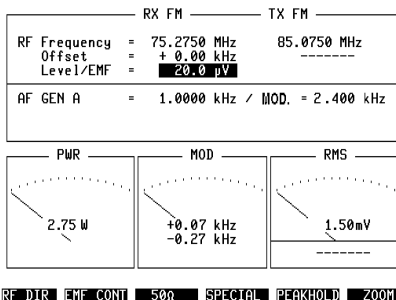 RX FM TX FM
RF Frequency = 75.2750 MHz 85.0750 MHz
Offset = + 0.00 kHz -------
Level/EMF = 20.0 µV
AF GEN A = 1.0000 kHz / MOD. = 2.400 kHz
PWR MOD RMS
2.75 W +0.07 kHz 1.50mV
-0.27 kHz
-------
RF DIR EMF CONT 50Ω SPECIAL PEAKHOLD ZOOM